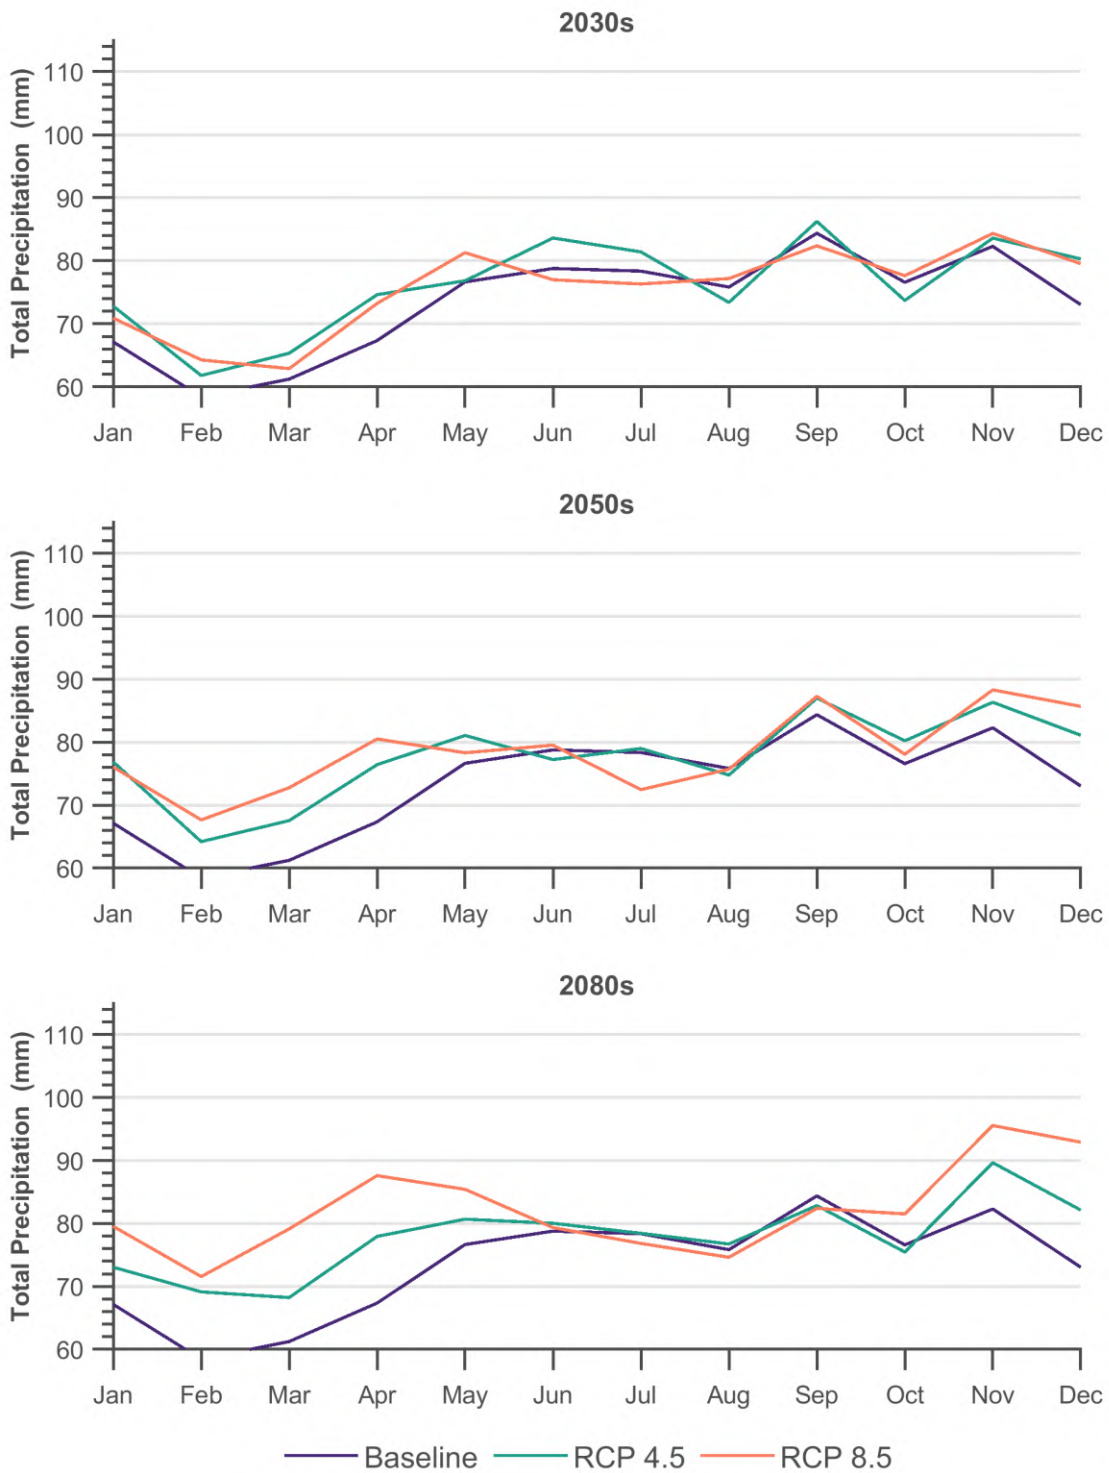 2030s
Total Precipitation (mm)
110
100
90
80
70
60
Jan Feb Mar Apr May Jun Jul Aug Sep Oct Nov Dec
2050s
Total Precipitation (mm)
110
100
90
80
70
60
Jan Feb Mar Apr May Jun Jul Aug Sep Oct Nov Dec
2080s
Total Precipitation (mm)
110
100
90
80
70
60
Jan Feb Mar Apr May Jun Jul Aug Sep Oct Nov Dec
Baseline RCP 4.5 RCP 8.5